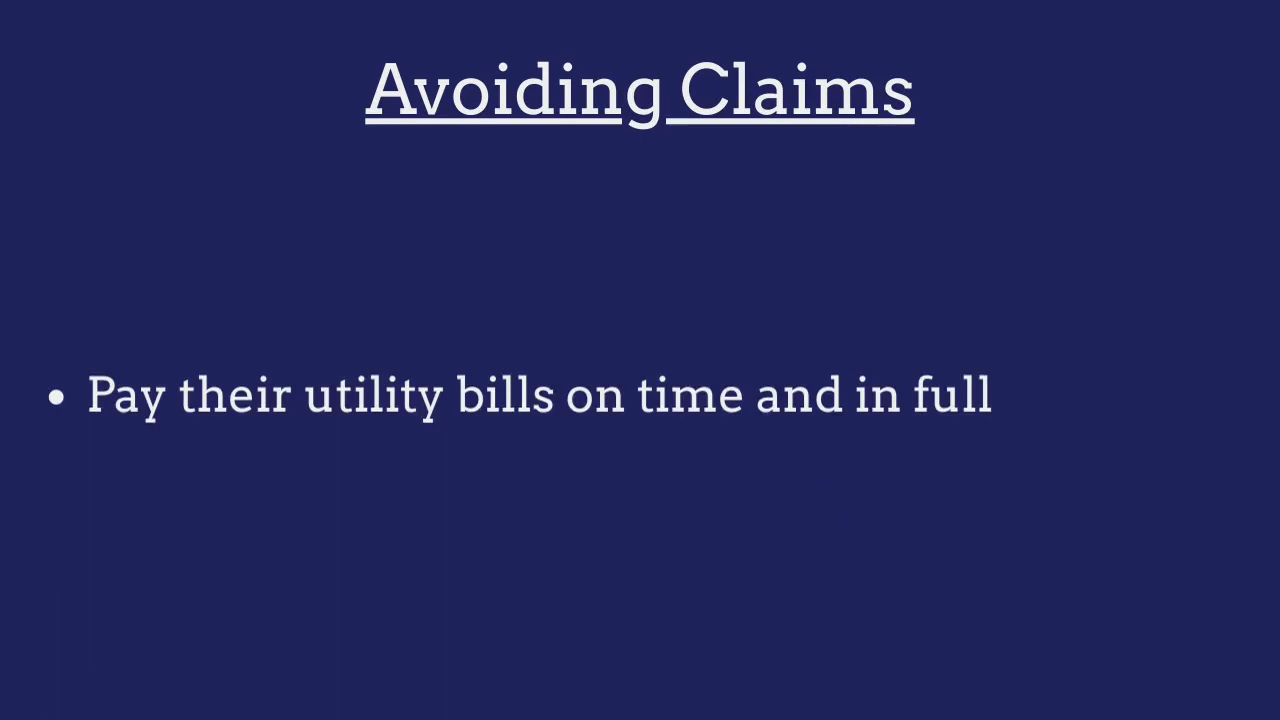 Avoiding Claims
• Pay their utility bills on time and in full